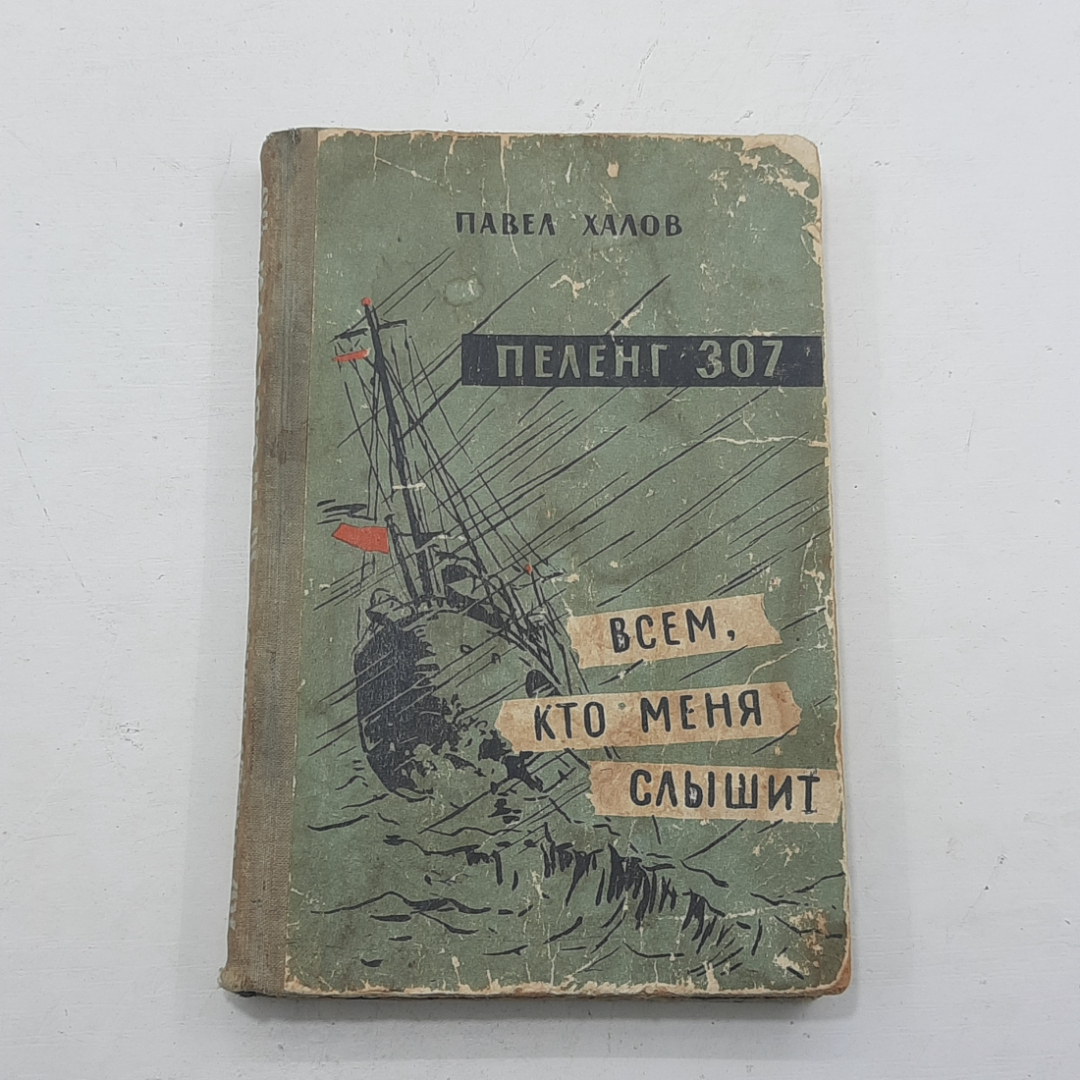 ПАВЕЛ ХАЛОВ
ПЕЛЕНГ 307
ВСЕМ,
КТО МЕНЯ
СЛЫШИТ